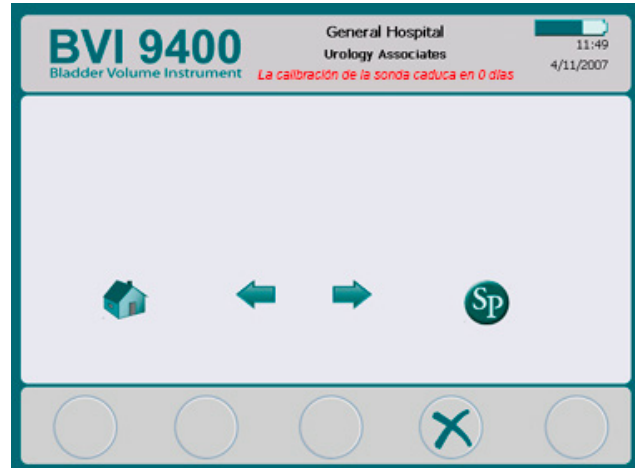 BVI 9400
Bladder Volume Instrument
General Hospital
Urology Associates
La calibración de la sonda caduca en 0 días
11:49
4/11/2007
SP